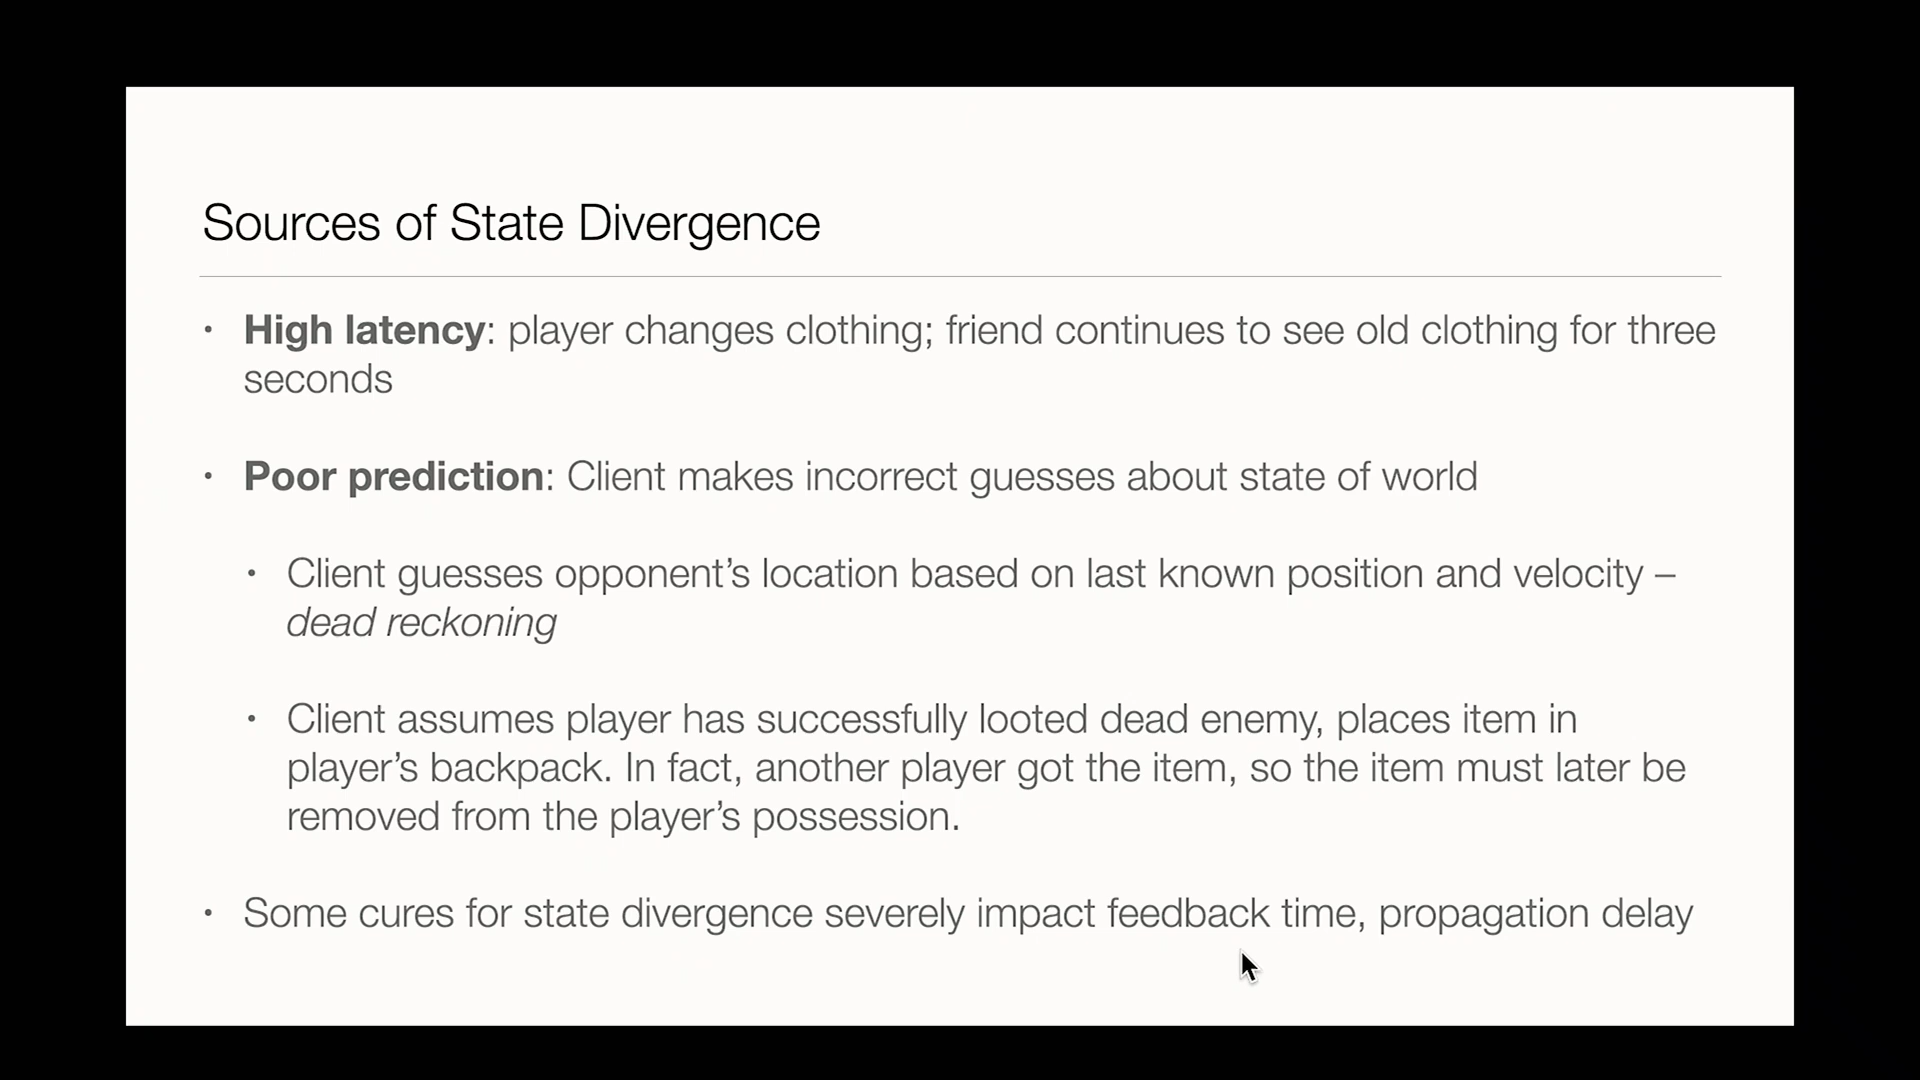 Sources of State Divergence
• High latency: player changes clothing; friend continues to see old clothing for three
seconds
• Poor prediction: Client makes incorrect guesses about state of world
• Client guesses opponent’s location based on last known position and velocity –
dead reckoning
• Client assumes player has successfully looted dead enemy, places item in
player’s backpack. In fact, another player got the item, so the item must later be
removed from the player’s possession.
• Some cures for state divergence severely impact feedback time, propagation delay